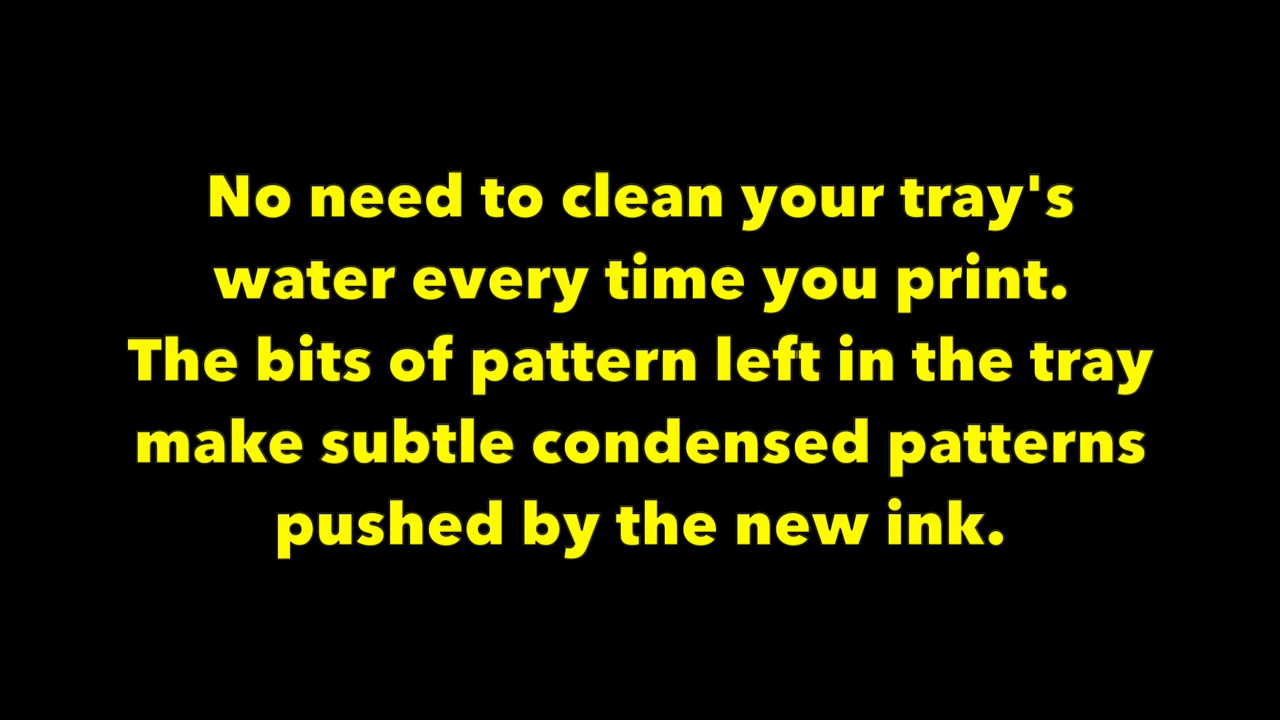 No need to clean your tray's
water every time you print.
The bits of pattern left in the tray
make subtle condensed patterns
pushed by the new ink.